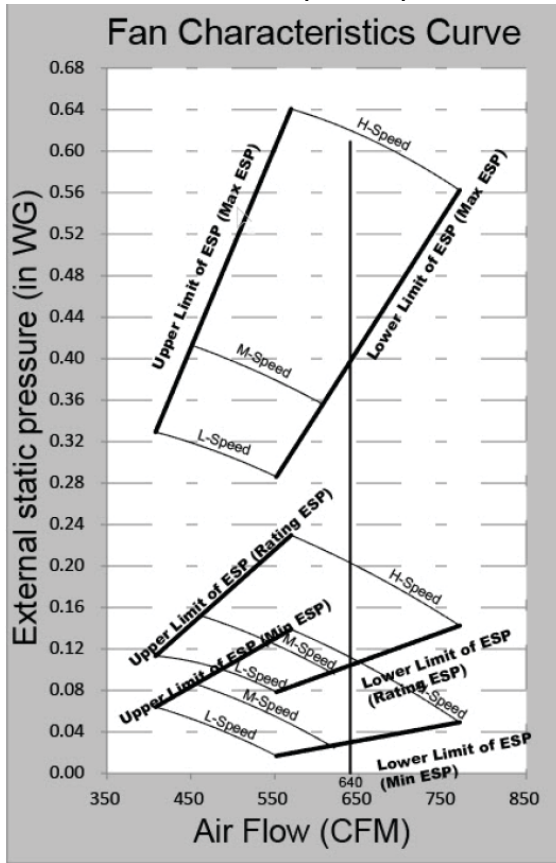 Fan Characteristics Curve
External static pressure (in WG)
0.68
0.64
0.60
0.56
0.52
0.48
0.44
0.40
0.36
0.32
0.28
0.24
0.20
0.16
0.12
0.08
0.04
0.00
H-Speed
Upper Limit of ESP (Max ESP)
Lower Limit of ESP (Max ESP)
M-Speed
L-Speed
Upper Limit of ESP (Rating ESP)
H-Speed
Upper Limit of ESP (Min ESP)
M-Speed
L-Speed
Lower Limit of ESP
(Rating ESP)
M-Speed
L-Speed
Lower Limit of ESP
(Min ESP)
640
350
450
550
650
750
850
Air Flow (CFM)